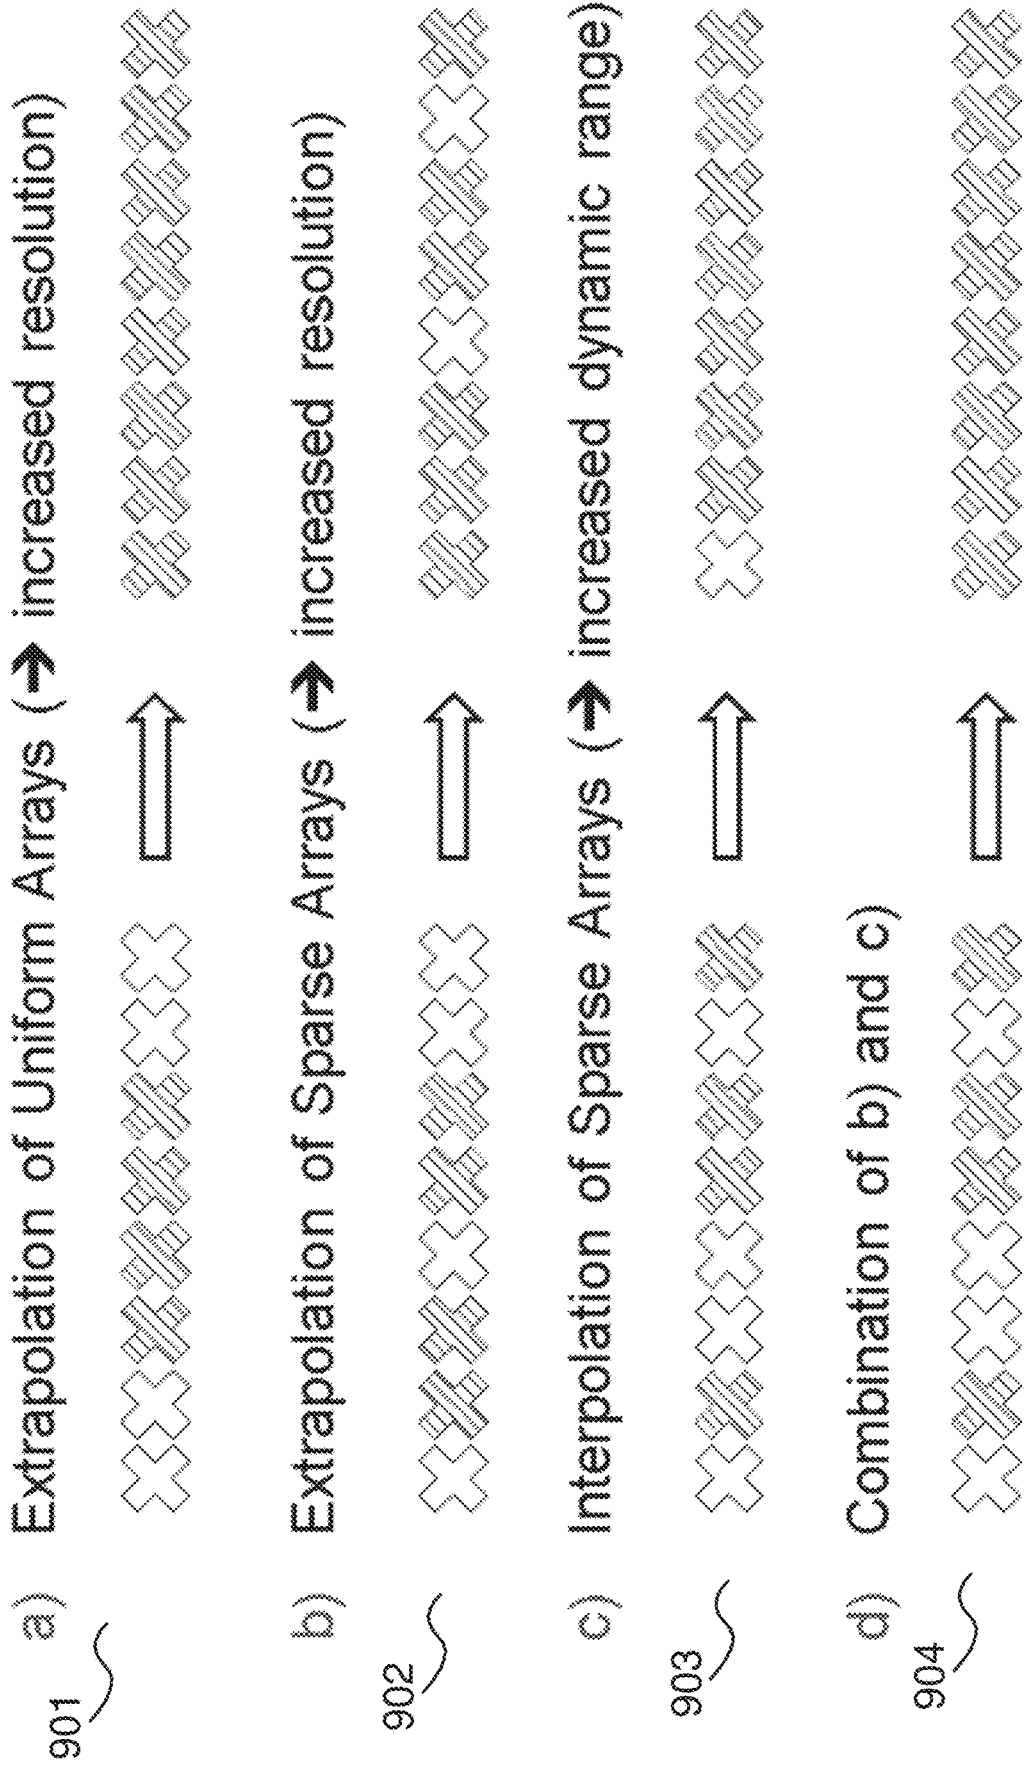 a) Extrapolation of Uniform Arrays (➔ increased resolution)
901
b) Extrapolation of Sparse Arrays (➔ increased resolution)
902
c) Interpolation of Sparse Arrays (➔ increased dynamic range)
903
d) Combination of b) and c)
904